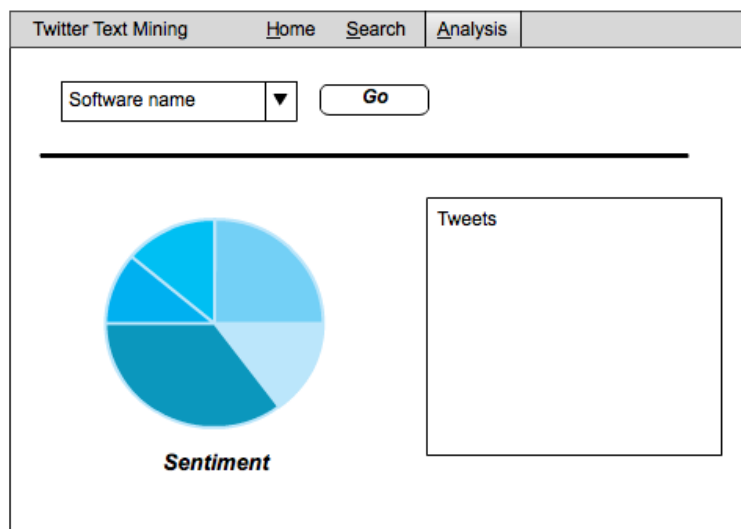 Twitter Text Mining Home Search Analysis
Software name Go
Tweets
Sentiment